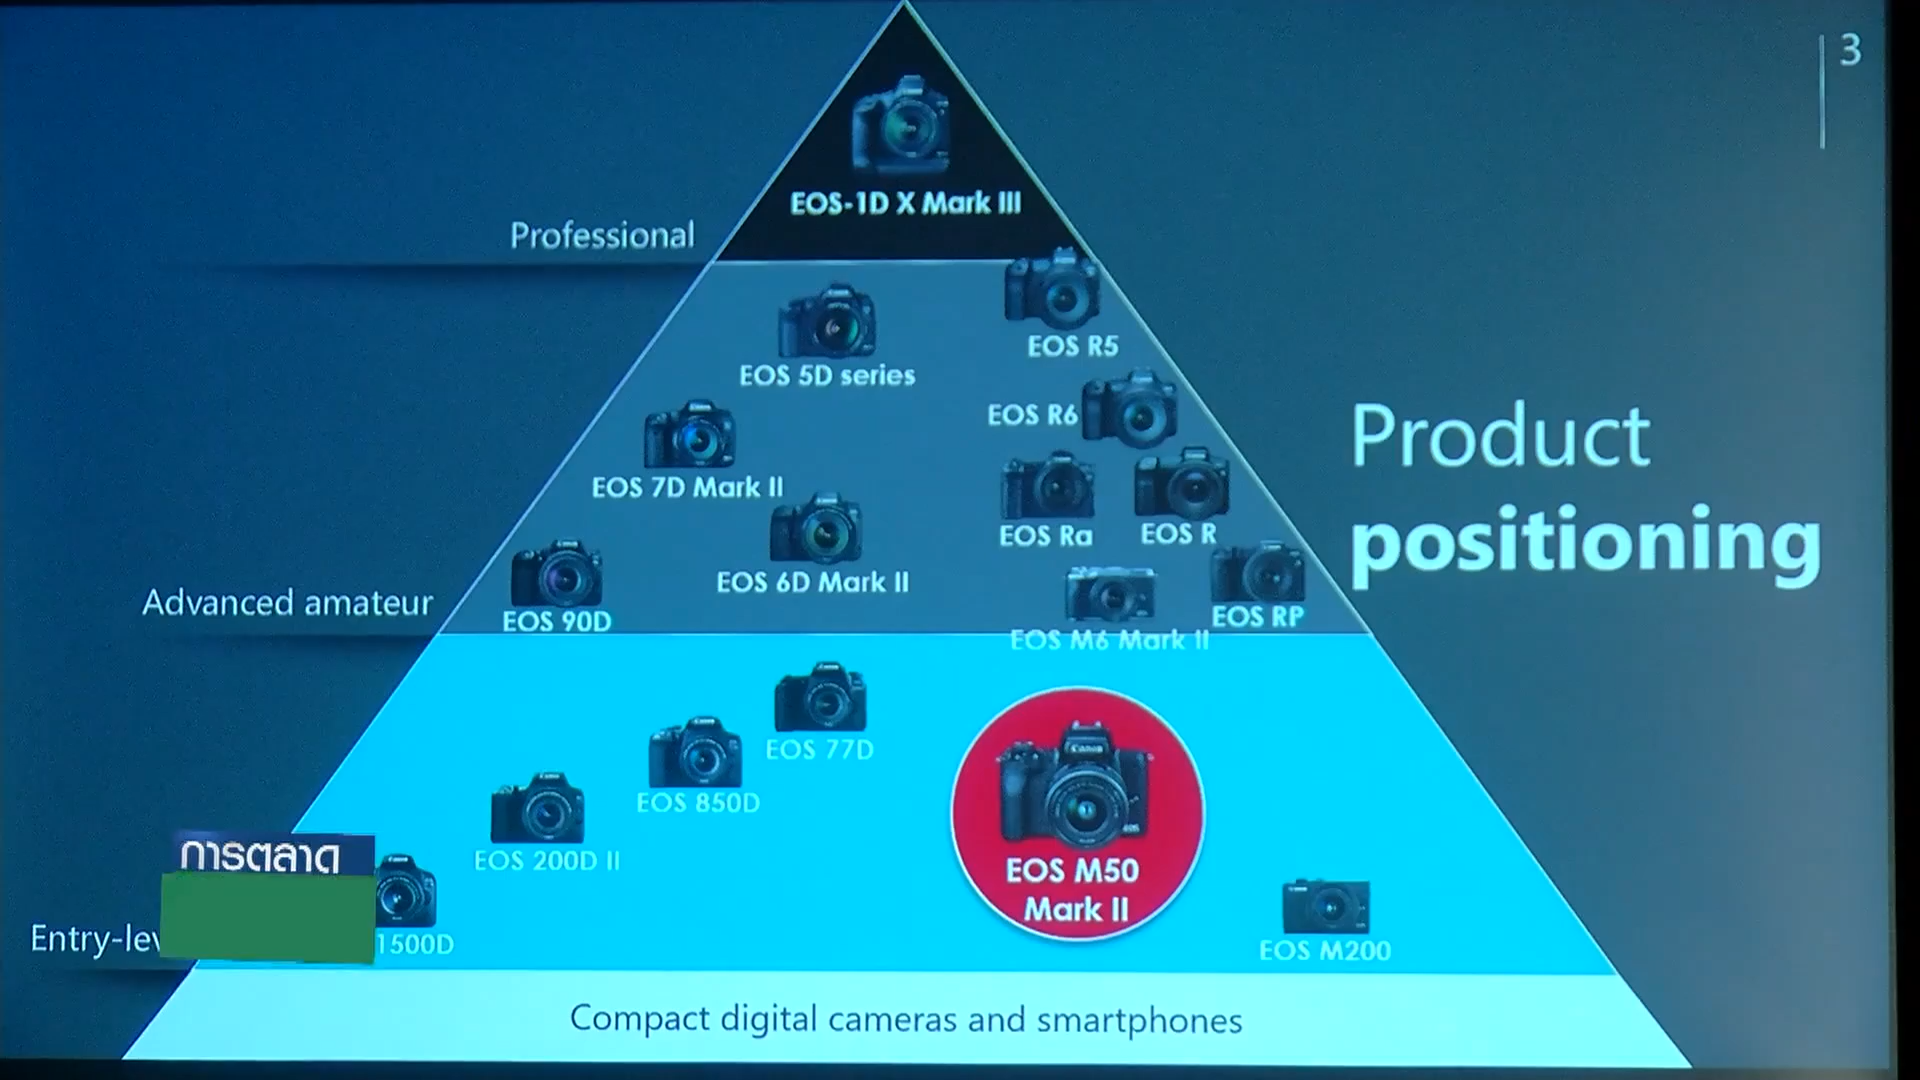 3
EOS-1D X Mark III
Professional
EOS R5
EOS 5D series
EOS R6
EOS 7D Mark II
EOS Ra
EOS R
EOS 6D Mark II
Advanced amateur
EOS 90D
EOS RP
EOS M6 Mark II
Product
positioning
EOS 77D
EOS 850D
EOS 200D II
Canon
EOS M50
Mark II
การตลาด
1500D
Entry-lev
EOS M200
Compact digital cameras and smartphones